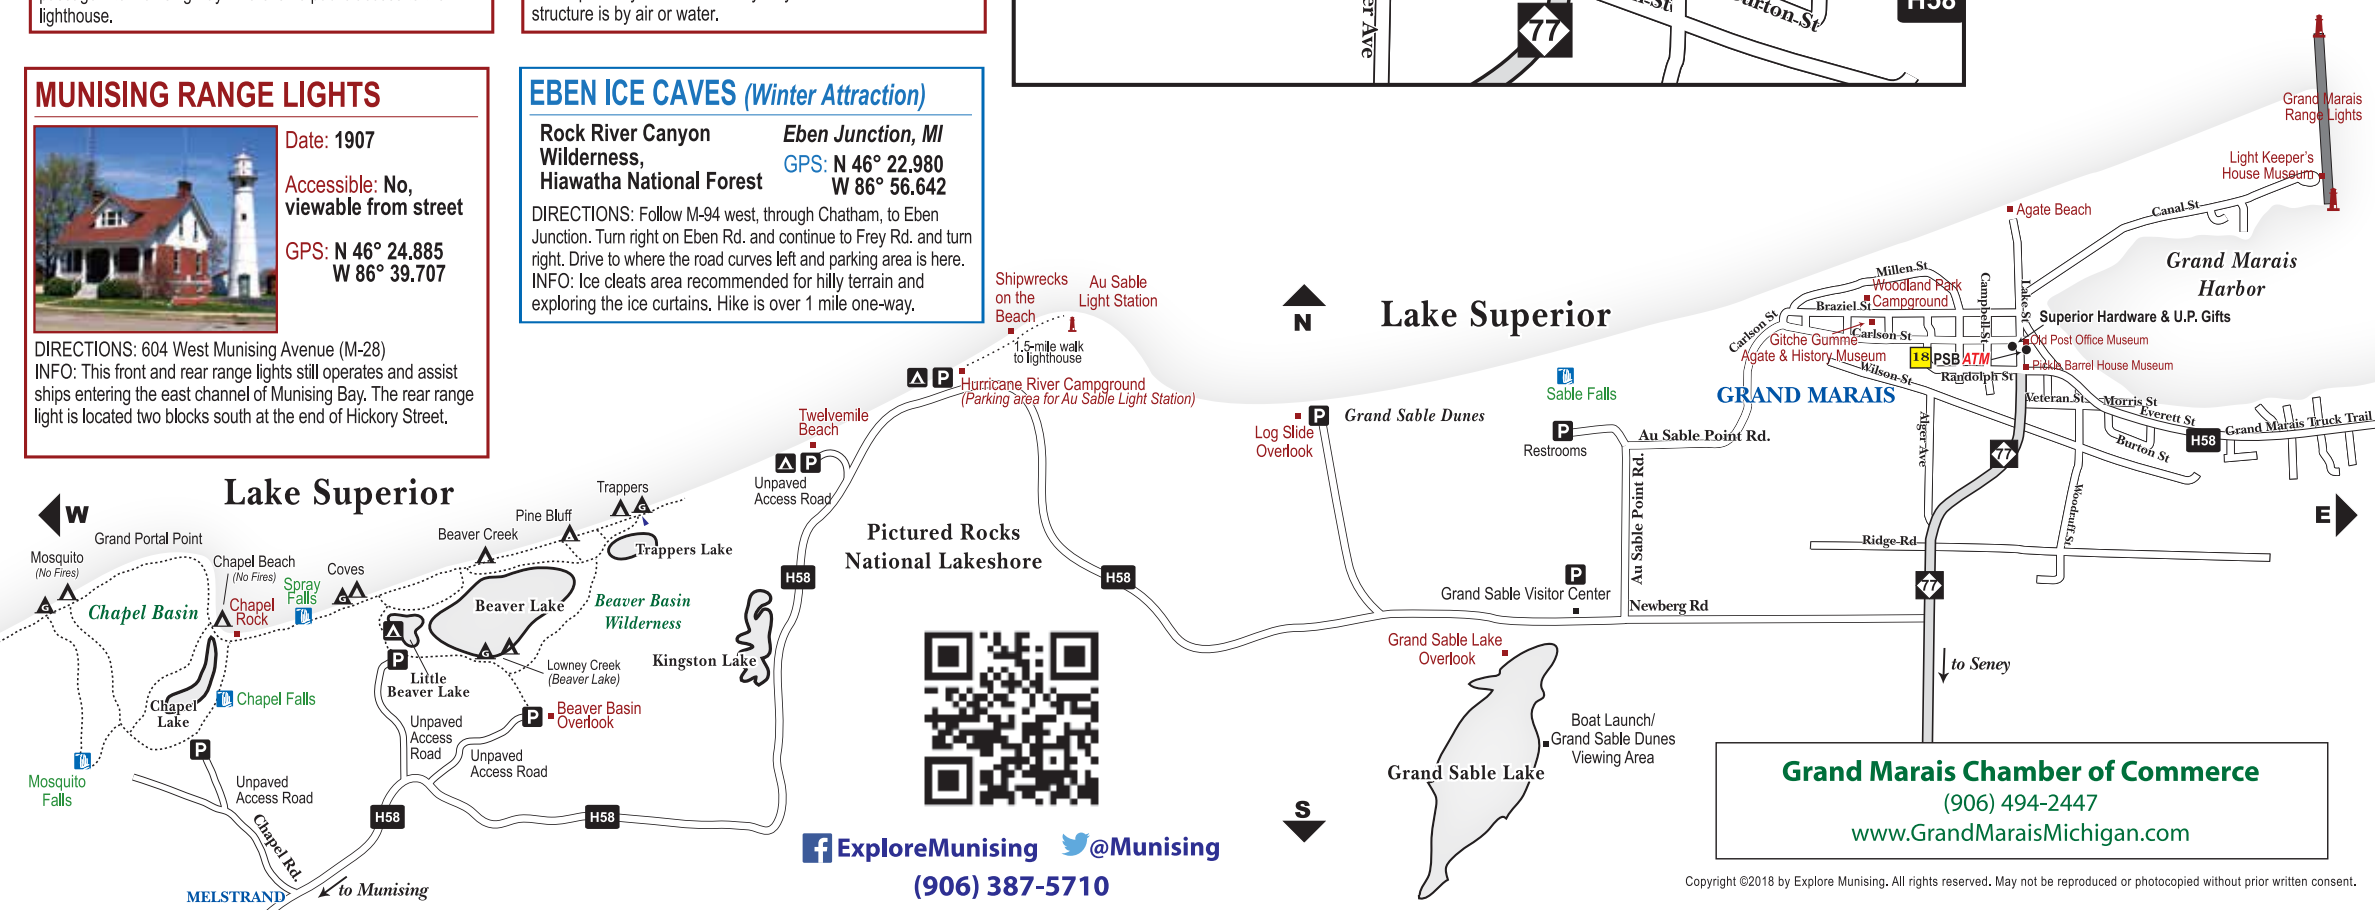 lighthouse.
structure is by air or water.
MUNISING RANGE LIGHTS
Date: 1907
Accessible: No,
viewable from street
GPS: N 46° 24.885
W 86° 39.707
DIRECTIONS: 604 West Munising Avenue (M-28)
INFO: This front and rear range lights still operates and assist
ships entering the east channel of Munising Bay. The rear range
light is located two blocks south at the end of Hickory Street.
EBEN ICE CAVES (Winter Attraction)
Rock River Canyon
Wilderness,
Hiawatha National Forest
Eben Junction, MI
GPS: N 46° 22.980
W 86° 56.642
DIRECTIONS: Follow M-94 west, through Chatham, to Eben
Junction. Turn right on Eben Rd. and continue to Frey Rd. and turn
right. Drive to where the road curves left and parking area is here.
INFO: Ice cleats area recommended for hilly terrain and
exploring the ice curtains. Hike is over 1 mile one-way.
er Ave
77
n-St
urton-St
H58
Grand Marais
Range Lights
Light Keeper's
House Museum
Canal-St
Agate Beach
Grand Marais
Harbor
Millen-St
Woodland Park
Campground
Braziel-St
Campbell-St
Lake-St
Superior Hardware & U.P. Gifts
Carlson St
Carlson St
Gitche Gumme
Agate & History Museum
18
PSB ATM
Old Post Office Museum
Pickle Barrel House Museum
Wilson-St
Randolph St
GRAND MARAIS
Veteran-St
Morris St
Everett St
Burton St
H58
Grand Marais Truck Trail
Alger-Ave
77
Woodruff-St
Ridge-Rd
77
E
to Seney
Lake Superior
N
Shipwrecks
on the
Beach
Au Sable
Light Station
1.5-mile walk
to lighthouse
P
Hurricane River Campground
(Parking area for Au Sable Light Station)
Twelvemile
Beach
P
Unpaved
Access Road
Log Slide
Overlook
P
Grand Sable Dunes
Sable Falls
P
Restrooms
Au Sable Point Rd.
Au Sable Point Rd.
P
Grand Sable Visitor Center
Newberg Rd
Grand Sable Lake
Overlook
Boat Launch/
Grand Sable Dunes
Viewing Area
Grand Sable Lake
S
Pictured Rocks
National Lakeshore
H58
H58
Lake Superior
W
Grand Portal Point
Mosquito
(No Fires)
G
Chapel Basin
Chapel Beach
(No Fires)
Chapel
Rock
Spray
Falls
Coves
G
Beaver Creek
Pine Bluff
Trappers
G
Trappers Lake
Beaver Lake
Beaver Basin
Wilderness
G
Lowney Creek
(Beaver Lake)
Kingston Lake
P
Little
Beaver Lake
Chapel
Lake
Chapel Falls
Mosquito
Falls
P
Unpaved
Access Road
Unpaved
Access
Road
P
Beaver Basin
Overlook
Unpaved
Access Road
H58
H58
Chapel Rd.
MELSTRAND
to Munising
ExploreMunising
@Munising
(906) 387-5710
Grand Marais Chamber of Commerce
(906) 494-2447
www.GrandMaraisMichigan.com
Copyright ©2018 by Explore Munising. All rights reserved. May not be reproduced or photocopied without prior written consent.